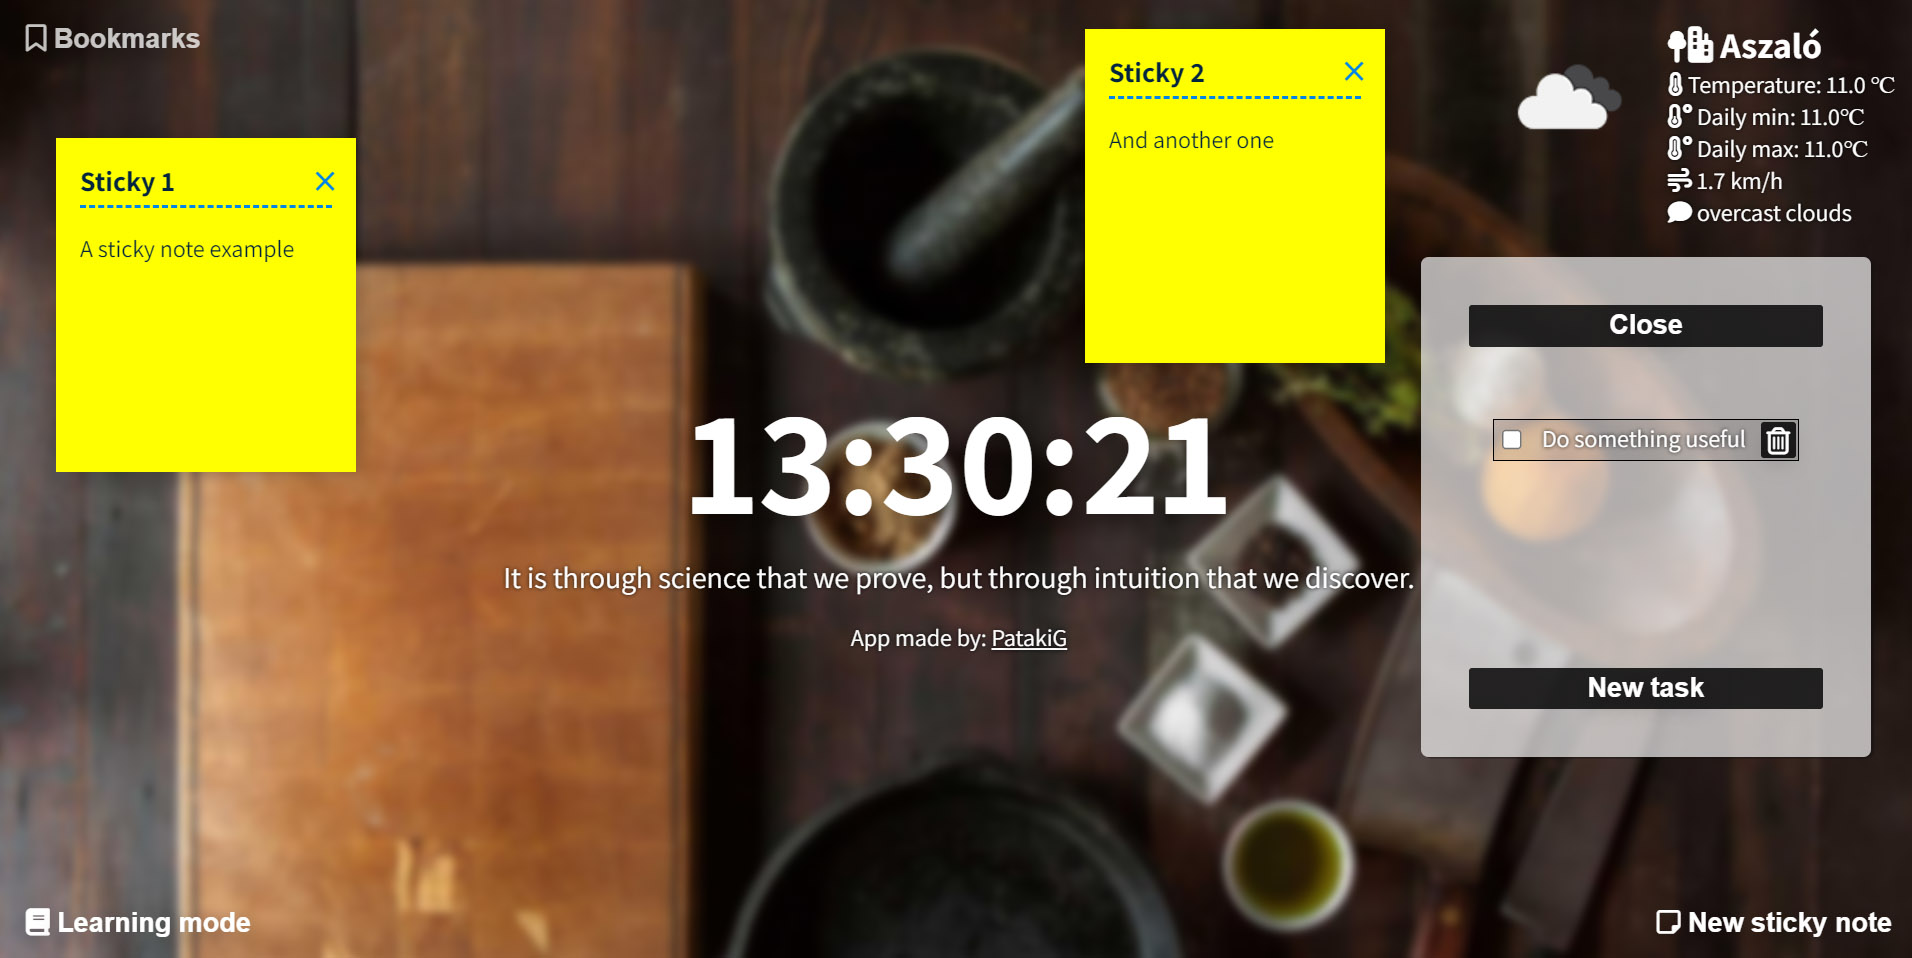 Bookmarks
Sticky 1
A sticky note example
Sticky 2
And another one
Aszaló
Temperature: 11.0 °C
Daily min: 11.0°C
Daily max: 11.0°C
1.7 km/h
overcast clouds
Close
Do something useful
New task
13:30:21
It is through science that we prove, but through intuition that we discover.
App made by: PatakiG
Learning mode
New sticky note